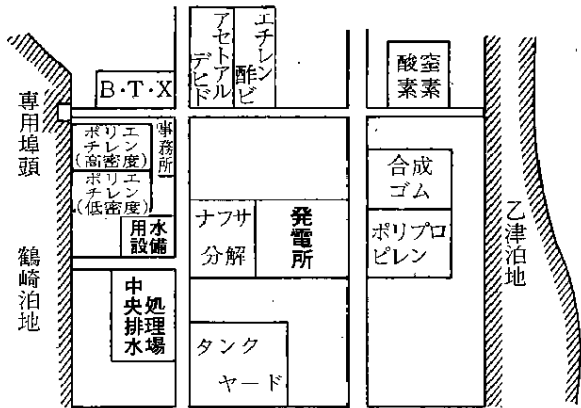 B・T・X
アセトアル
デヒド
エチレン
酢ビ
酸素
窒素
専用埠頭
ポリエ
チレン
(高密度)
事務所
ポリエ
チレン
(低密度)
用水
設備
合成
ゴム
ナフサ
分解
発電所
ポリプロ
ピレン
乙津泊地
鶴崎泊地
中央排水
処理場
タンク
ヤード